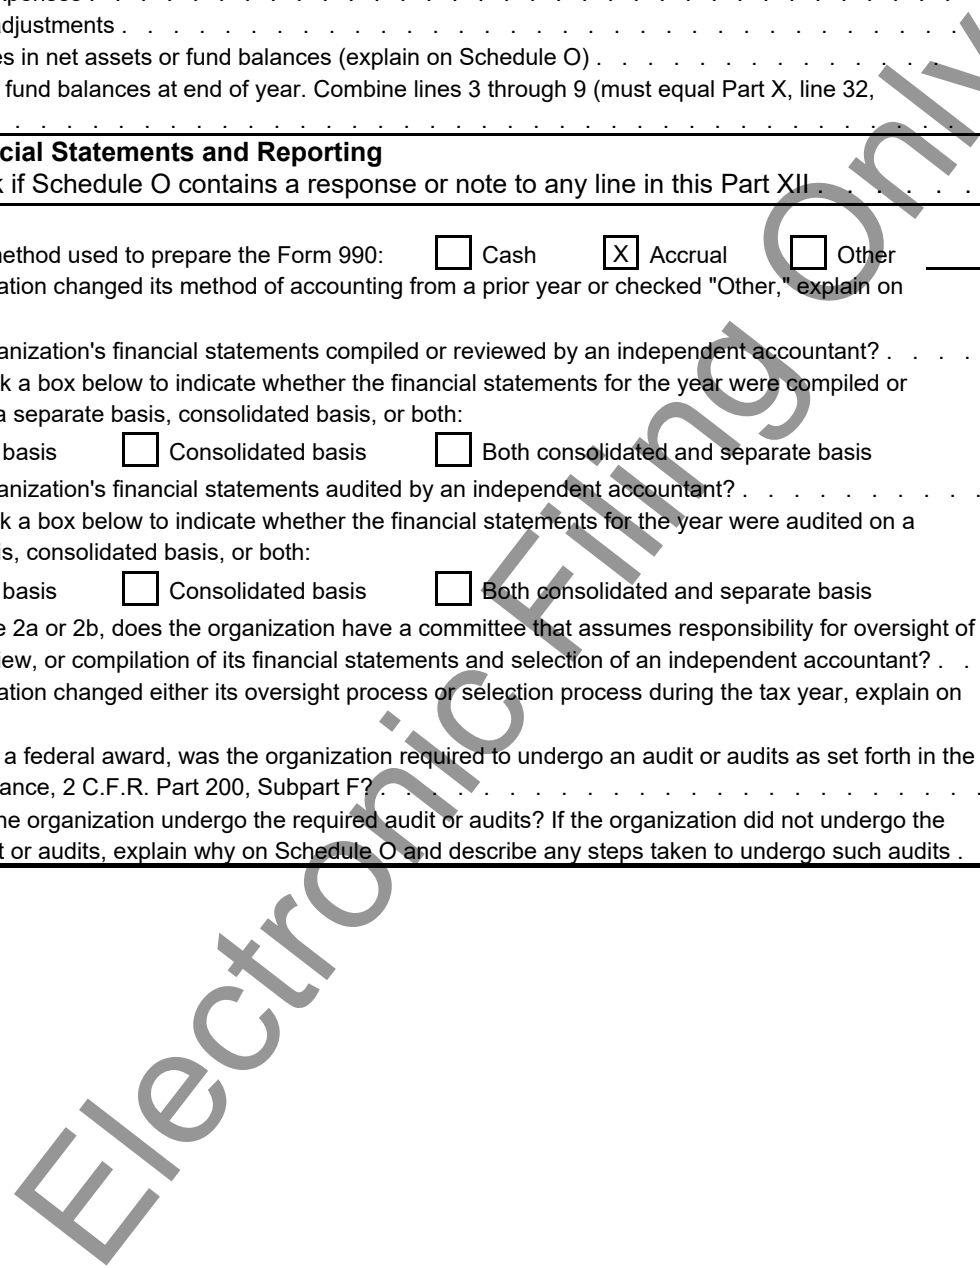 adjustments . . . . . . . . . . . . . . . . . . . . . . . . . . . . . . . . .
es in net assets or fund balances (explain on Schedule O) . . . . . . . . . . . . . .
fund balances at end of year. Combine lines 3 through 9 (must equal Part X, line 32,
. . . . . . . . . . . . . . . . . . . . . . . . . . . . . . . . . . . . .
cial Statements and Reporting
k if Schedule O contains a response or note to any line in this Part XII . . . . . .
method used to prepare the Form 990: Cash X Accrual Other
ation changed its method of accounting from a prior year or checked "Other," explain on
anization's financial statements compiled or reviewed by an independent accountant? . . . .
k a box below to indicate whether the financial statements for the year were compiled or
a separate basis, consolidated basis, or both:
basis Consolidated basis Both consolidated and separate basis
anization's financial statements audited by an independent accountant? . . . . . . . . . .
k a box below to indicate whether the financial statements for the year were audited on a
is, consolidated basis, or both:
basis Consolidated basis Both consolidated and separate basis
e 2a or 2b, does the organization have a committee that assumes responsibility for oversight of
iew, or compilation of its financial statements and selection of an independent accountant? . .
ation changed either its oversight process or selection process during the tax year, explain on
a federal award, was the organization required to undergo an audit or audits as set forth in the
ance, 2 C.F.R. Part 200, Subpart F? . . . . . . . . . . . . . . . . . . . . . . . .
he organization undergo the required audit or audits? If the organization did not undergo the
t or audits, explain why on Schedule O and describe any steps taken to undergo such audits .
Electronic Filing Only